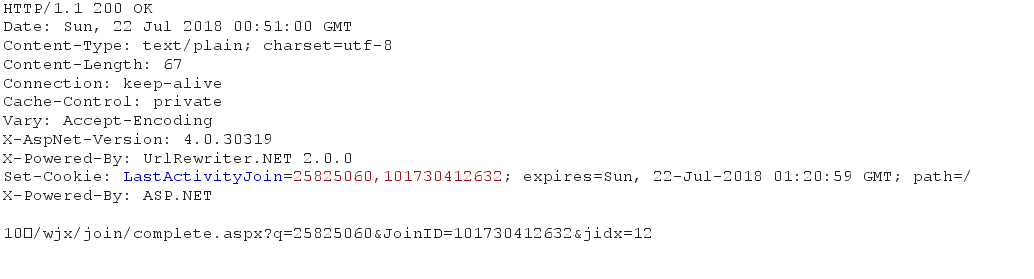 HTTP/1.1 200 OK
Date: Sun, 22 Jul 2018 00:51:00 GMT
Content-Type: text/plain; charset=utf-8
Content-Length: 67
Connection: keep-alive
Cache-Control: private
Vary: Accept-Encoding
X-AspNet-Version: 4.0.30319
X-Powered-By: UrlRewriter.NET 2.0.0
Set-Cookie: LastActivityJoin=25825060,101730412632; expires=Sun, 22-Jul-2018 01:20:59 GMT; path=/
X-Powered-By: ASP.NET
10▯/wjx/join/complete.aspx?q=25825060&JoinID=101730412632&jidx=12